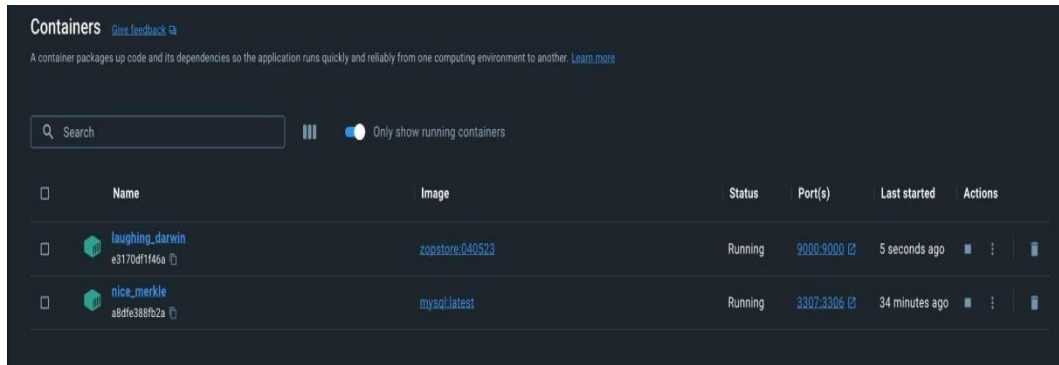 Containers Give feedback
A container packages up code and its dependencies so the application runs quickly and reliably from one computing environment to another. Learn more
Search Only show running containers
Name Image Status Port(s) Last started Actions
laughing_darwin zopstore:040523 Running 9000:9000 5 seconds ago
e3170df1f46a
nice_merkle mysql:latest Running 3307:3306 34 minutes ago
a8dfe388fb2a